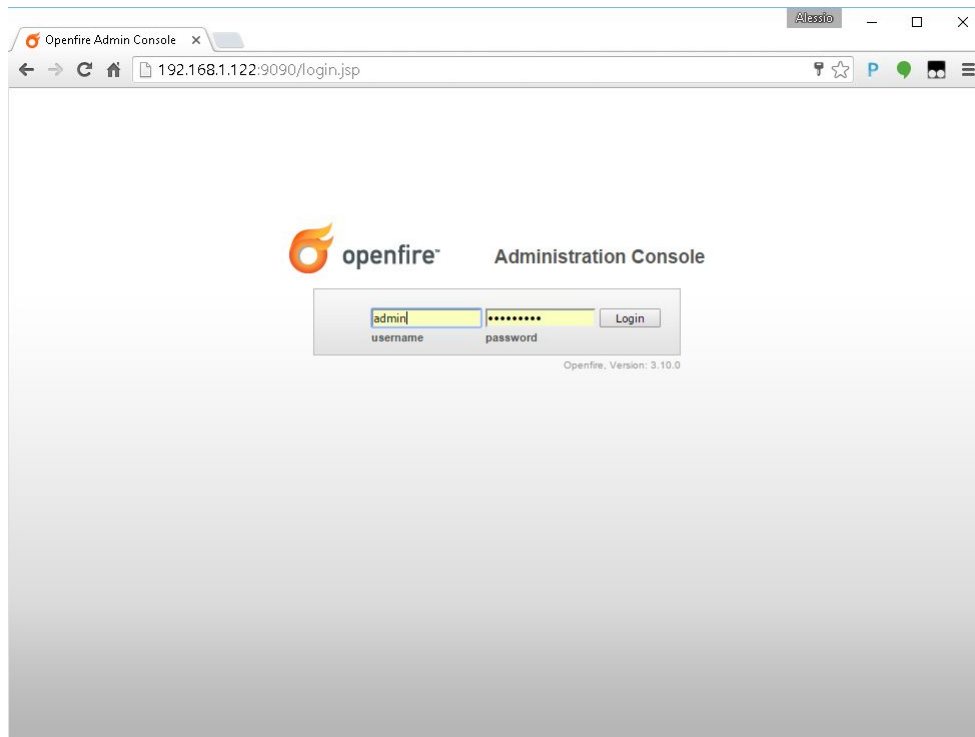 Alessio
Openfire Admin Console
192.168.1.122:9090/login.jsp
P
openfire™ Administration Console
admin ••••••••• Login
username password
Openfire, Version: 3.10.0